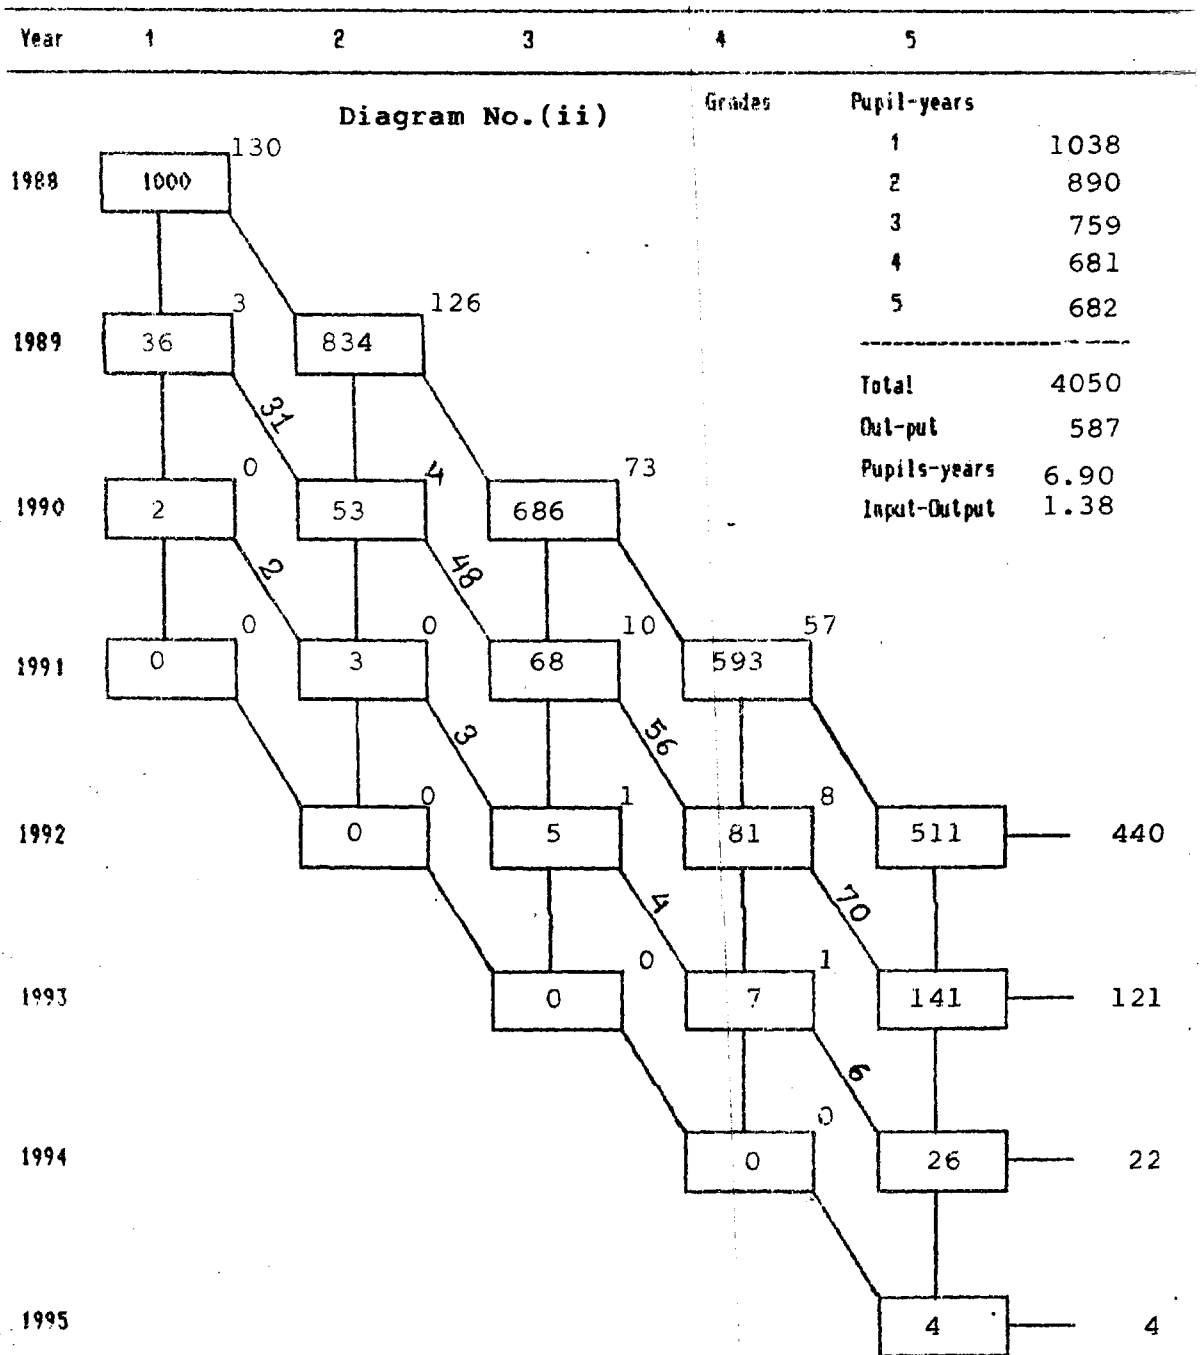 Year 1 2 3 4 5
Diagram No.(ii)
Grades Pupil-years
1 1038
2 890
3 759
4 681
5 682
Total 4050
Out-put 587
Pupils-years 6.90
Input-Output 1.38
130
1988 1000
3 126
1989 36 834
31
0 4 73
1990 2 53 686
2 48
0 0 10 57
1991 0 3 68 593
3 56
0 1 8
1992 0 5 81 511 440
4 70
0 1
1993 0 7 141 121
6
0
1994 0 26 22
1995 4 4